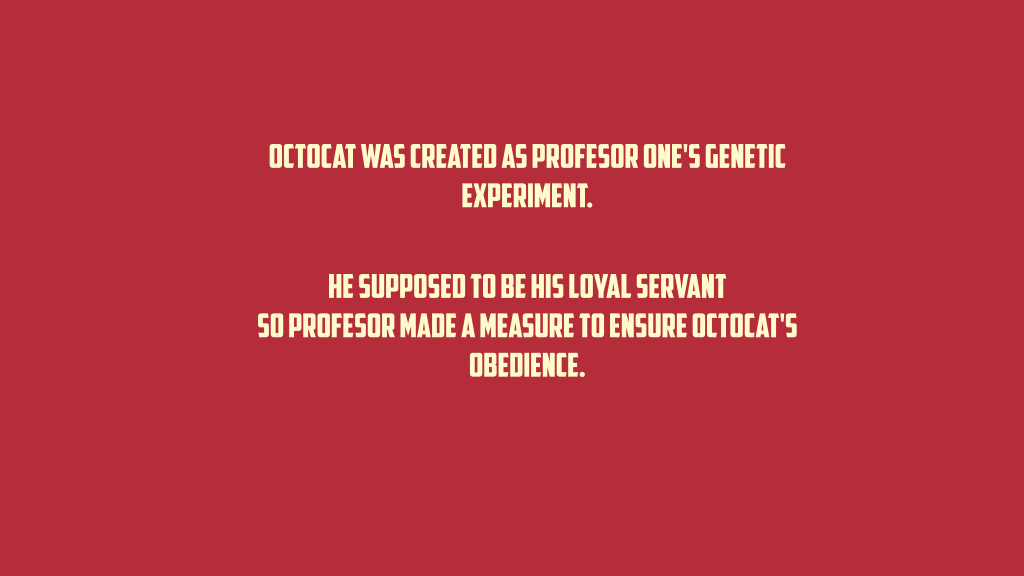 OCTOCAT WAS CREATED AS PROFESOR ONE'S GENETIC
EXPERIMENT.
HE SUPPOSED TO BE HIS LOYAL SERVANT
SO PROFESOR MADE A MEASURE TO ENSURE OCTOCAT'S
OBEDIENCE.